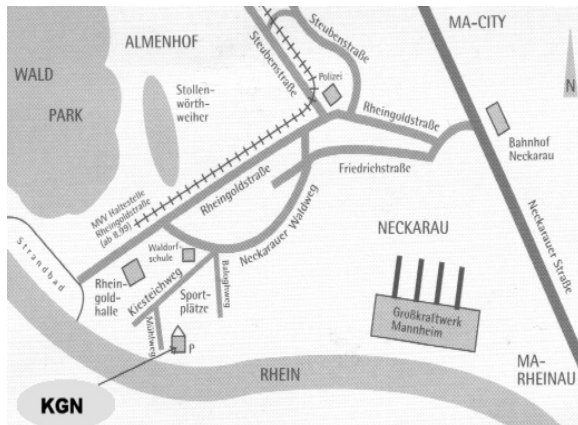 MA-CITY
ALMENHOF
Steubenstraße
Steubenstraße
WALD
PARK
Stollen-
wörth-
weiher
Polizei
Rheingoldstraße
N
Bahnhof
Neckarau
Friedrichstraße
MVV Haltestelle
Rheingoldstraße
(ab 8.99)
Rheingoldstraße
Neckarauer Waldweg
Neckarauer Straße
NECKARAU
Strandbad
Waldorf-
schule
Rhein-
gold-
halle
Kiesteichweg
Sport-
plätze
Mühlweg
P
Großkraftwerk
Mannheim
RHEIN
MA-
RHEINAU
KGN